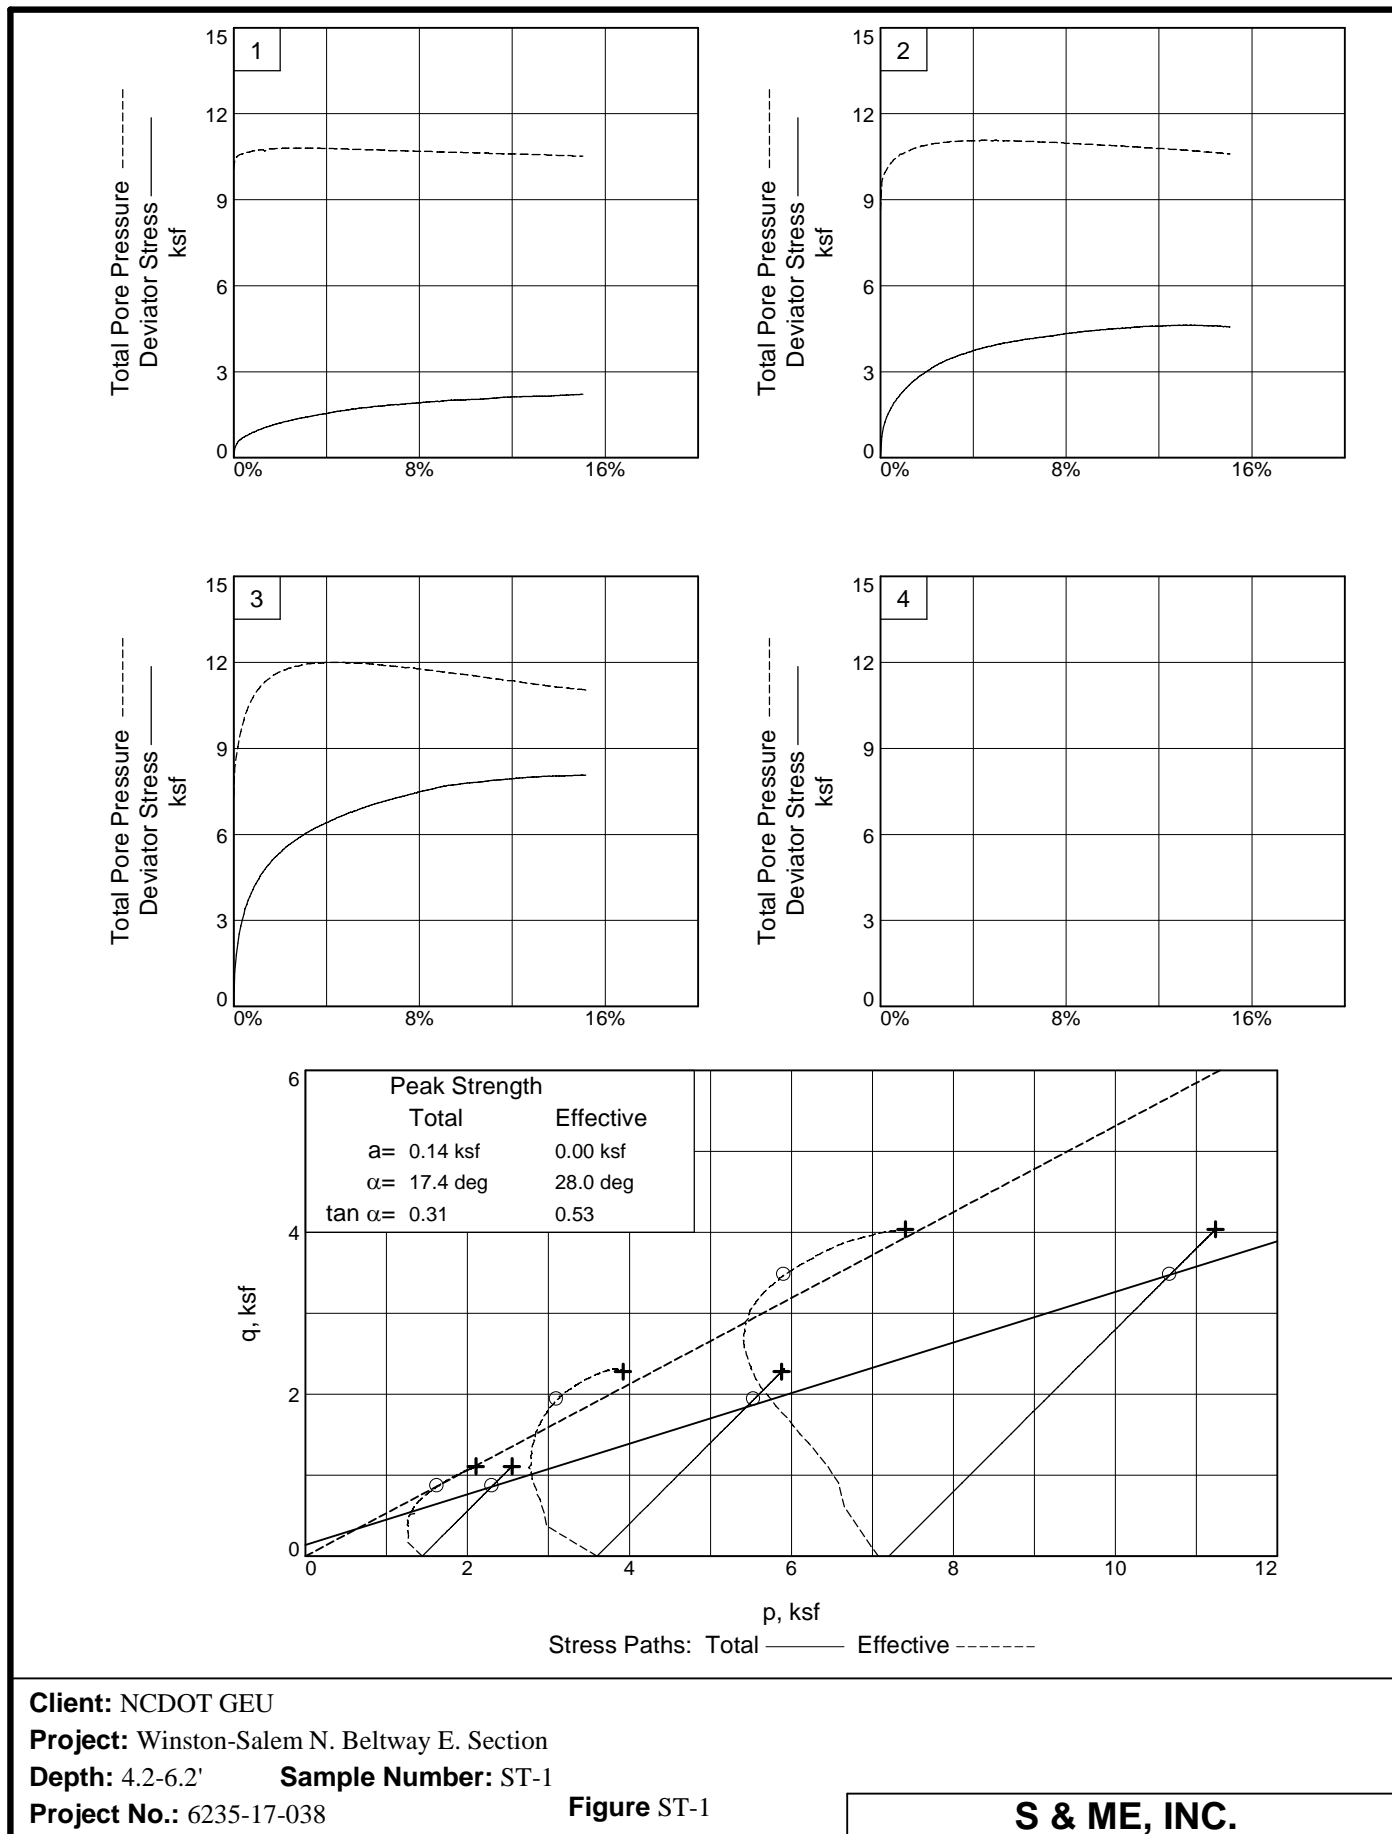 1
15
12
9
6
3
0
0%
8%
16%
Total Pore Pressure
Deviator Stress
ksf
2
15
12
9
6
3
0
0%
8%
16%
Total Pore Pressure
Deviator Stress
ksf
3
15
12
9
6
3
0
0%
8%
16%
Total Pore Pressure
Deviator Stress
ksf
4
15
12
9
6
3
0
0%
8%
16%
Total Pore Pressure
Deviator Stress
ksf
Peak Strength
Total Effective
a= 0.14 ksf 0.00 ksf
α= 17.4 deg 28.0 deg
tan α= 0.31 0.53
6
4
2
0
q, ksf
0 2 4 6 8 10 12
p, ksf
Stress Paths: Total Effective
Client: NCDOT GEU
Project: Winston-Salem N. Beltway E. Section
Depth: 4.2-6.2' Sample Number: ST-1
Project No.: 6235-17-038 Figure ST-1 S & ME, INC.